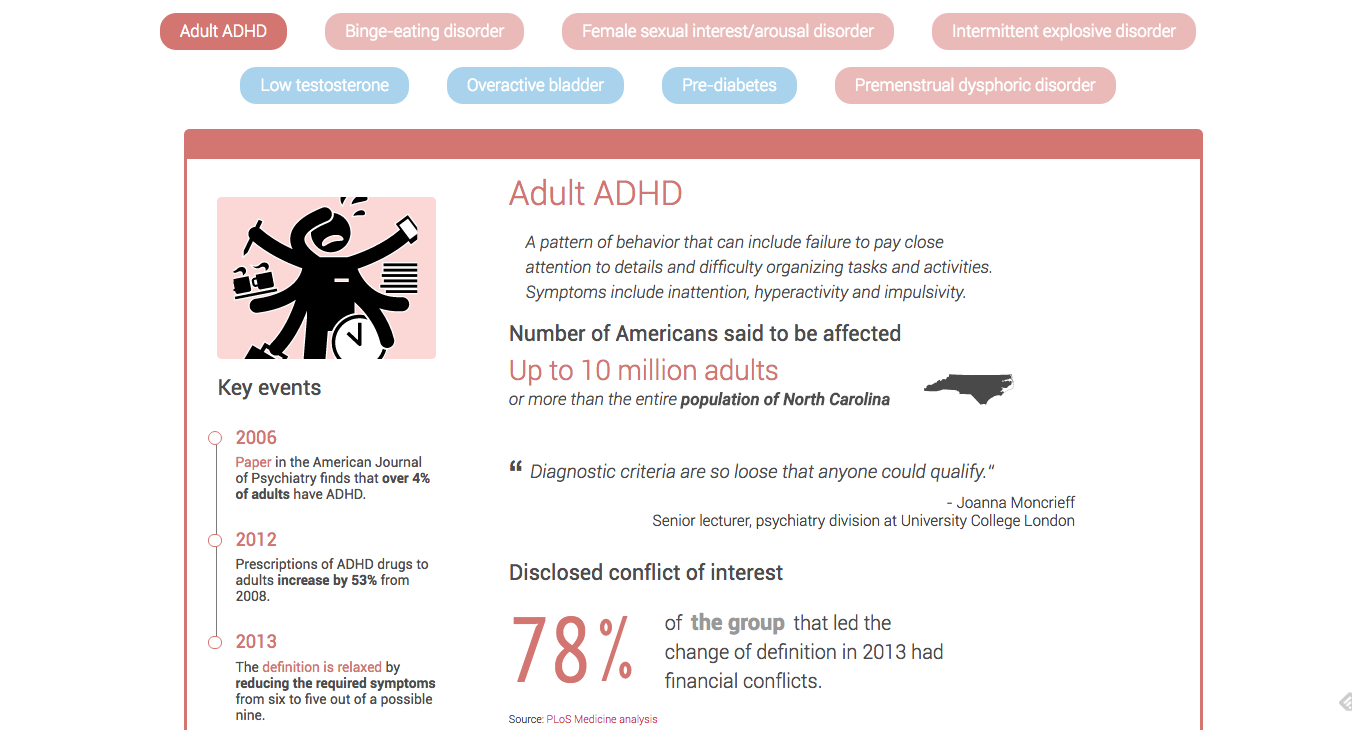 Adult ADHD
Binge-eating disorder
Female sexual interest/arousal disorder
Intermittent explosive disorder
Low testosterone
Overactive bladder
Pre-diabetes
Premenstrual dysphoric disorder
Adult ADHD
A pattern of behavior that can include failure to pay close
attention to details and difficulty organizing tasks and activities.
Symptoms include inattention, hyperactivity and impulsivity.
Number of Americans said to be affected
Up to 10 million adults
or more than the entire population of North Carolina
“ Diagnostic criteria are so loose that anyone could qualify.“
- Joanna Moncrieff
Senior lecturer, psychiatry division at University College London
Disclosed conflict of interest
78%
of the group that led the
change of definition in 2013 had
financial conflicts.
Source: PLoS Medicine analysis
Key events
2006
Paper in the American Journal
of Psychiatry finds that over 4%
of adults have ADHD.
2012
Prescriptions of ADHD drugs to
adults increase by 53% from
2008.
2013
The definition is relaxed by
reducing the required symptoms
from six to five out of a possible
nine.